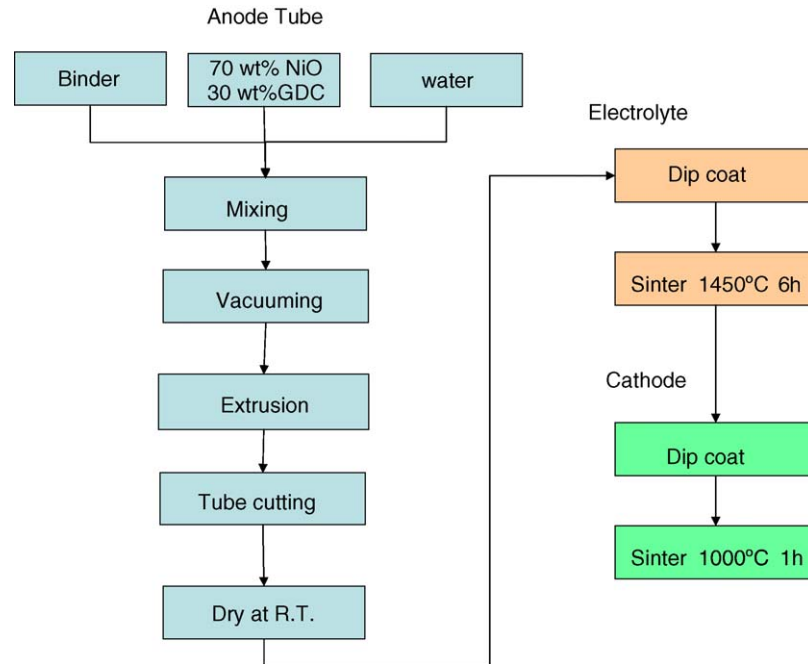 Anode Tube
Binder
70 wt% NiO
30 wt%GDC
water
Mixing
Vacuuming
Extrusion
Tube cutting
Dry at R.T.
Electrolyte
Dip coat
Sinter 1450ºC 6h
Cathode
Dip coat
Sinter 1000ºC 1h